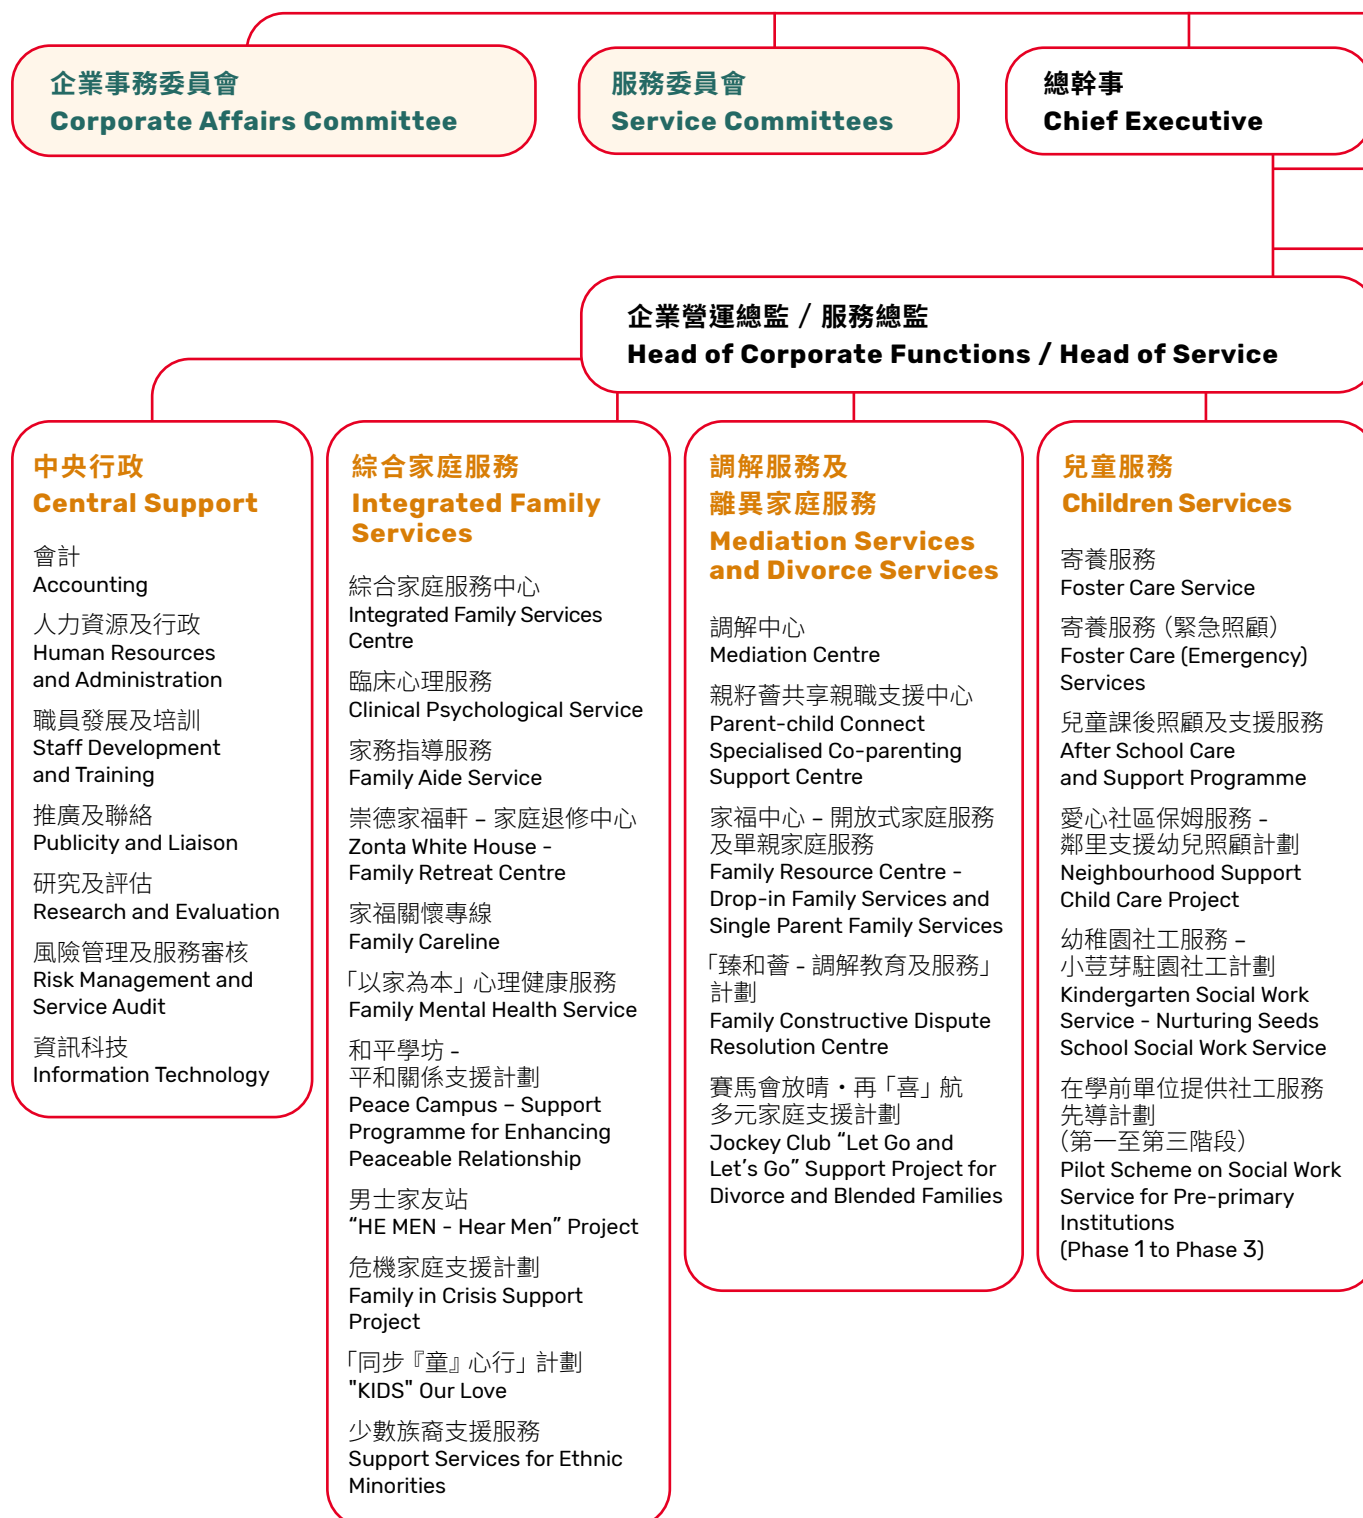 企業事務委員會
Corporate Affairs Committee
服務委員會
Service Committees
總幹事
Chief Executive
企業營運總監 / 服務總監
Head of Corporate Functions / Head of Service
中央行政
Central Support
會計
Accounting
人力資源及行政
Human Resources
and Administration
職員發展及培訓
Staff Development
and Training
推廣及聯絡
Publicity and Liaison
研究及評估
Research and Evaluation
風險管理及服務審核
Risk Management and
Service Audit
資訊科技
Information Technology
綜合家庭服務
Integrated Family
Services
綜合家庭服務中心
Integrated Family Services
Centre
臨床心理服務
Clinical Psychological Service
家務指導服務
Family Aide Service
崇德家福軒 – 家庭退修中心
Zonta White House -
Family Retreat Centre
家福關懷專線
Family Careline
「以家為本」心理健康服務
Family Mental Health Service
和平學坊 -
平和關係支援計劃
Peace Campus – Support
Programme for Enhancing
Peaceable Relationship
男士家友站
“HE MEN - Hear Men” Project
危機家庭支援計劃
Family in Crisis Support
Project
「同步『童』心行」計劃
"KIDS" Our Love
少數族裔支援服務
Support Services for Ethnic
Minorities
調解服務及
離異家庭服務
Mediation Services
and Divorce Services
調解中心
Mediation Centre
親籽薈共享親職支援中心
Parent-child Connect
Specialised Co-parenting
Support Centre
家福中心 – 開放式家庭服務
及單親家庭服務
Family Resource Centre -
Drop-in Family Services and
Single Parent Family Services
「臻和薈 - 調解教育及服務」
計劃
Family Constructive Dispute
Resolution Centre
賽馬會放晴・再「喜」航
多元家庭支援計劃
Jockey Club “Let Go and
Let’s Go” Support Project for
Divorce and Blended Families
兒童服務
Children Services
寄養服務
Foster Care Service
寄養服務（緊急照顧）
Foster Care (Emergency)
Services
兒童課後照顧及支援服務
After School Care
and Support Programme
愛心社區保姆服務 -
鄰里支援幼兒照顧計劃
Neighbourhood Support
Child Care Project
幼稚園社工服務 –
小荳芽駐園社工計劃
Kindergarten Social Work
Service - Nurturing Seeds
School Social Work Service
在學前單位提供社工服務
先導計劃
（第一至第三階段）
Pilot Scheme on Social Work
Service for Pre-primary
Institutions
(Phase 1 to Phase 3)